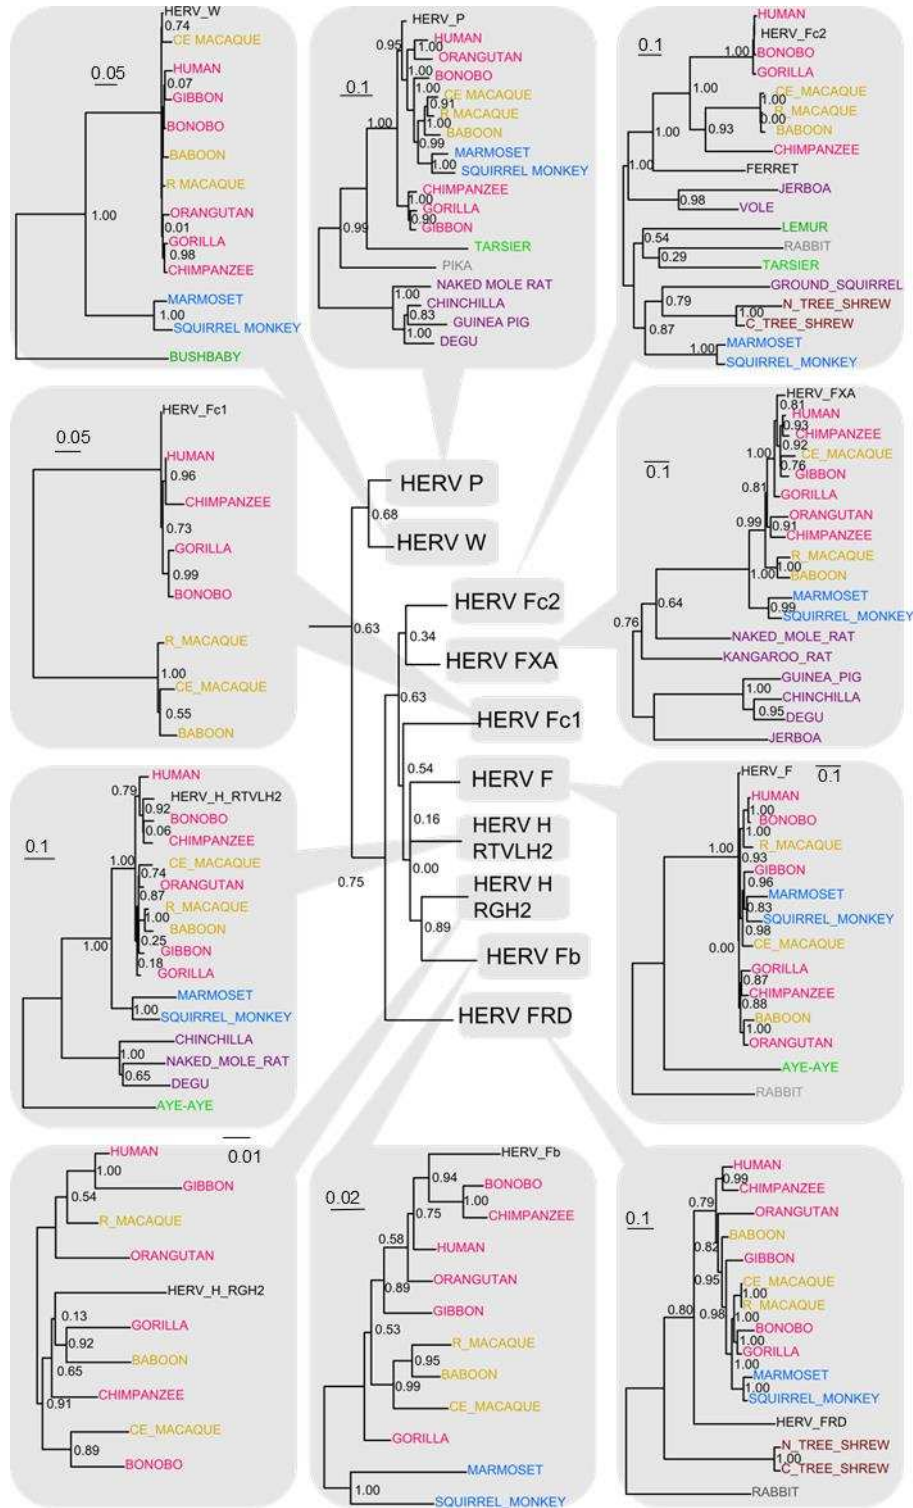 HERV_W
0.74
CE MACAQUE
0.05
HUMAN
0.07
GIBBON
BONOBO
BABOON
R MACAQUE
1.00
ORANGUTAN
0.01
GORILLA
0.98
CHIMPANZEE
MARMOSET
1.00
SQUIRREL MONKEY
BUSHBABY
HERV_P
0.95
HUMAN
1.00
ORANGUTAN
0.1
1.00
BONOBO
1.00
CE MACAQUE
0.91
R MACAQUE
1.00
1.00
BABOON
0.99
MARMOSET
1.00
SQUIRREL MONKEY
CHIMPANZEE
1.00
GORILLA
0.90
GIBBON
0.99
TARSIER
PIKA
NAKED MOLE RAT
1.00
CHINCHILLA
0.83
GUINEA PIG
1.00
DEGU
HUMAN
0.1
HERV_Fc2
1.00
BONOBO
GORILLA
1.00
CE_MACAQUE
1.00
R_MACAQUE
0.00
1.00
0.93
BABOON
CHIMPANZEE
1.00
FERRET
JERBOA
0.98
VOLE
LEMUR
0.54
RABBIT
0.29
TARSIER
GROUND_SQUIRREL
0.79
N_TREE_SHREW
1.00
C_TREE_SHREW
0.87
MARMOSET
1.00
SQUIRREL_MONKEY
HERV_Fc1
0.05
HUMAN
0.96
CHIMPANZEE
0.73
GORILLA
0.99
BONOBO
R_MACAQUE
1.00
CE_MACAQUE
0.55
BABOON
HERV P
0.68
HERV W
HERV Fc2
0.34
0.63
HERV FXA
0.63
HERV Fc1
0.54
HERV F
0.16
HERV H
RTVLH2
0.00
0.75
HERV H
RGH2
0.89
HERV Fb
HERV FRD
HERV_FXA
0.81
HUMAN
0.93
CHIMPANZEE
0.92
1.00
CE_MACAQUE
0.1
0.76
GIBBON
0.81
GORILLA
ORANGUTAN
0.99
0.91
CHIMPANZEE
R_MACAQUE
1.00
1.00
BABOON
MARMOSET
0.64
0.99
SQUIRREL_MONKEY
0.76
NAKED_MOLE_RAT
KANGAROO_RAT
GUINEA_PIG
1.00
CHINCHILLA
0.95
DEGU
JERBOA
HUMAN
0.79
HERV_H_RTVLH2
0.92
BONOBO
0.06
CHIMPANZEE
0.1
1.00
CE_MACAQUE
0.74
ORANGUTAN
0.87
R_MACAQUE
1.00
BABOON
1.00
0.25
GIBBON
0.18
GORILLA
MARMOSET
1.00
SQUIRREL_MONKEY
CHINCHILLA
1.00
NAKED_MOLE_RAT
0.65
DEGU
AYE-AYE
HERV_F
0.1
HUMAN
1.00
BONOBO
1.00
R_MACAQUE
1.00
0.93
GIBBON
0.96
MARMOSET
0.83
SQUIRREL_MONKEY
0.98
CE_MACAQUE
0.00
GORILLA
0.87
CHIMPANZEE
0.88
BABOON
1.00
ORANGUTAN
AYE-AYE
RABBIT
0.01
HUMAN
1.00
GIBBON
0.54
R_MACAQUE
ORANGUTAN
HERV_H_RGH2
0.13
GORILLA
0.92
BABOON
0.65
CHIMPANZEE
0.91
CE_MACAQUE
0.89
BONOBO
HERV_Fb
0.94
BONOBO
0.02
1.00
0.75
CHIMPANZEE
0.58
HUMAN
ORANGUTAN
0.89
GIBBON
0.53
R_MACAQUE
0.95
BABOON
0.99
CE_MACAQUE
GORILLA
MARMOSET
1.00
SQUIRREL_MONKEY
HUMAN
0.99
CHIMPANZEE
0.79
ORANGUTAN
0.1
BABOON
0.82
GIBBON
0.95
CE_MACAQUE
1.00
R_MACAQUE
0.98
0.80
1.00
BONOBO
1.00
GORILLA
1.00
MARMOSET
1.00
SQUIRREL_MONKEY
HERV_FRD
N_TREE_SHREW
1.00
C_TREE_SHREW
RABBIT